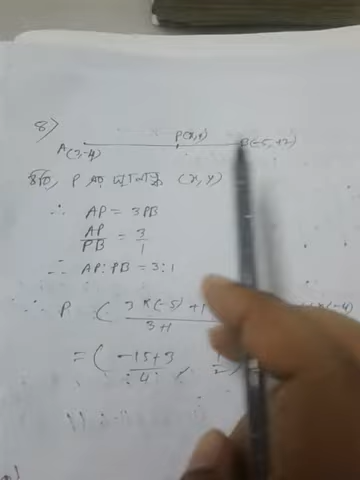 8)
P(x,y)
A(3,-4) B(-5,+2)
ধরি, P এর স্থানাঙ্ক (x, y)
∴ AP = 3PB
AP/PB = 3/1
∴ AP:PB = 3:1
∴ P ( 3×(-5)+1 / 3+1 ×(-4)
= ( -15+3 / 4 ,